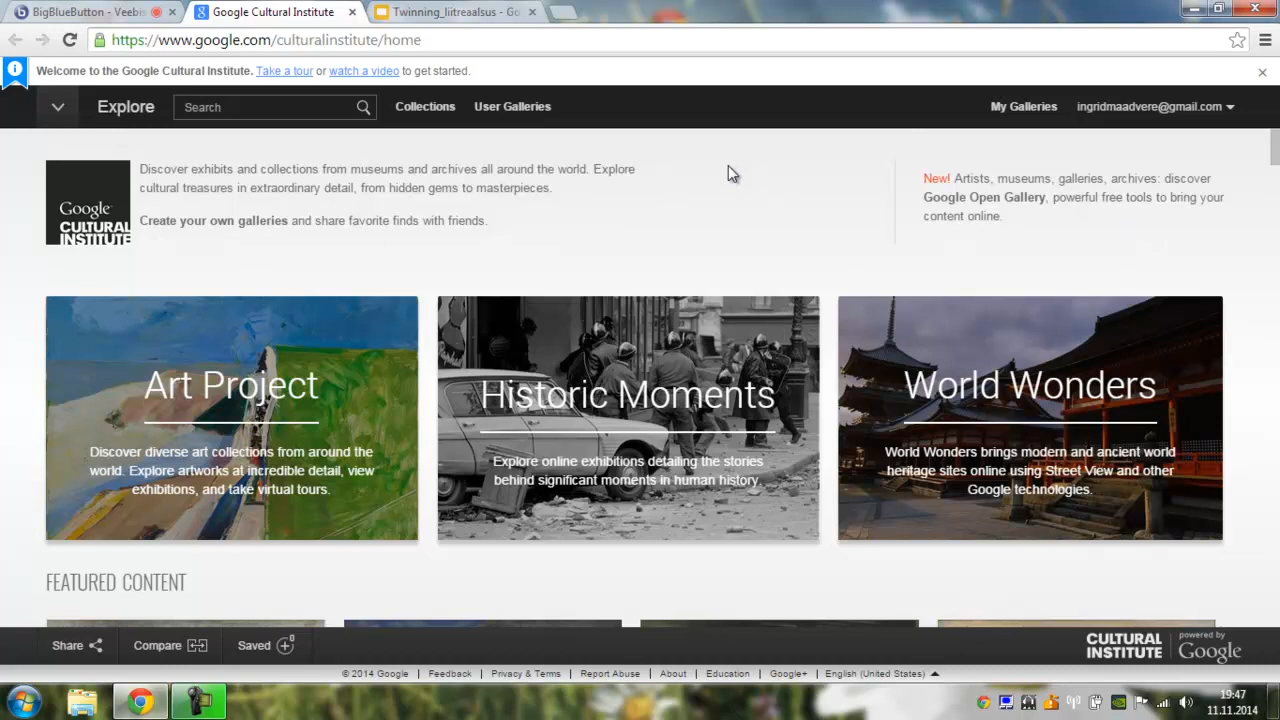 BigBlueButton - Veebi
Google Cultural Institute
Twinning_liitreaalsus - Go
https://www.google.com/culturalinstitute/home
Welcome to the Google Cultural Institute. Take a tour or watch a video to get started.
Explore
Search
Collections
User Galleries
My Galleries
ingridmaadvere@gmail.com
Google
CULTURAL
INSTITUTE
Discover exhibits and collections from museums and archives all around the world. Explore
cultural treasures in extraordinary detail, from hidden gems to masterpieces.
Create your own galleries and share favorite finds with friends.
New! Artists, museums, galleries, archives: discover
Google Open Gallery, powerful free tools to bring your
content online.
Art Project
Discover diverse art collections from around the
world. Explore artworks at incredible detail, view
exhibitions, and take virtual tours.
Historic Moments
Explore online exhibitions detailing the stories
behind significant moments in human history.
World Wonders
World Wonders brings modern and ancient world
heritage sites online using Street View and other
Google technologies.
FEATURED CONTENT
Share
Compare
Saved
0
CULTURAL
INSTITUTE
powered by
Google
© 2014 Google
Feedback
Privacy & Terms
Report Abuse
About
Education
Google+
English (United States)
19:47
11.11.2014